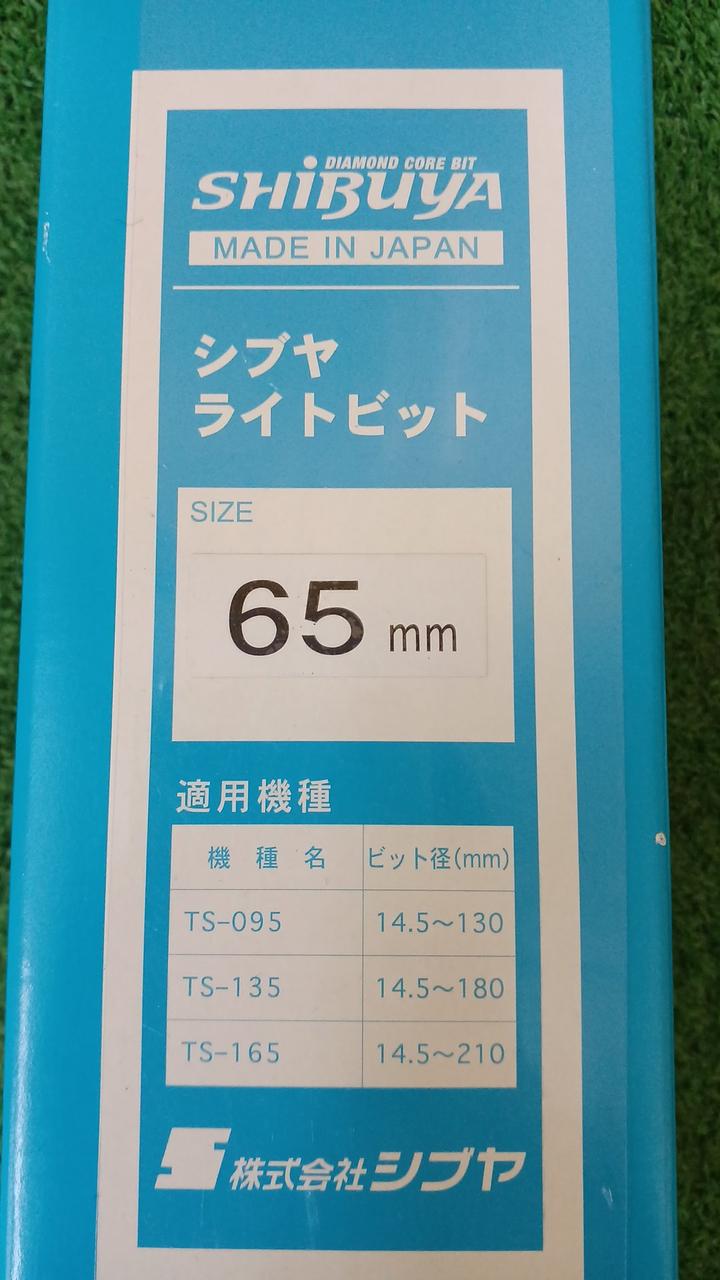 DIAMOND CORE BIT
SHIBUYA
MADE IN JAPAN
シブヤ
ライトビット
SIZE
65 mm
適用機種
機種名 ビット径(mm)
TS-095 14.5～130
TS-135 14.5～180
TS-165 14.5～210
株式会社シブヤ